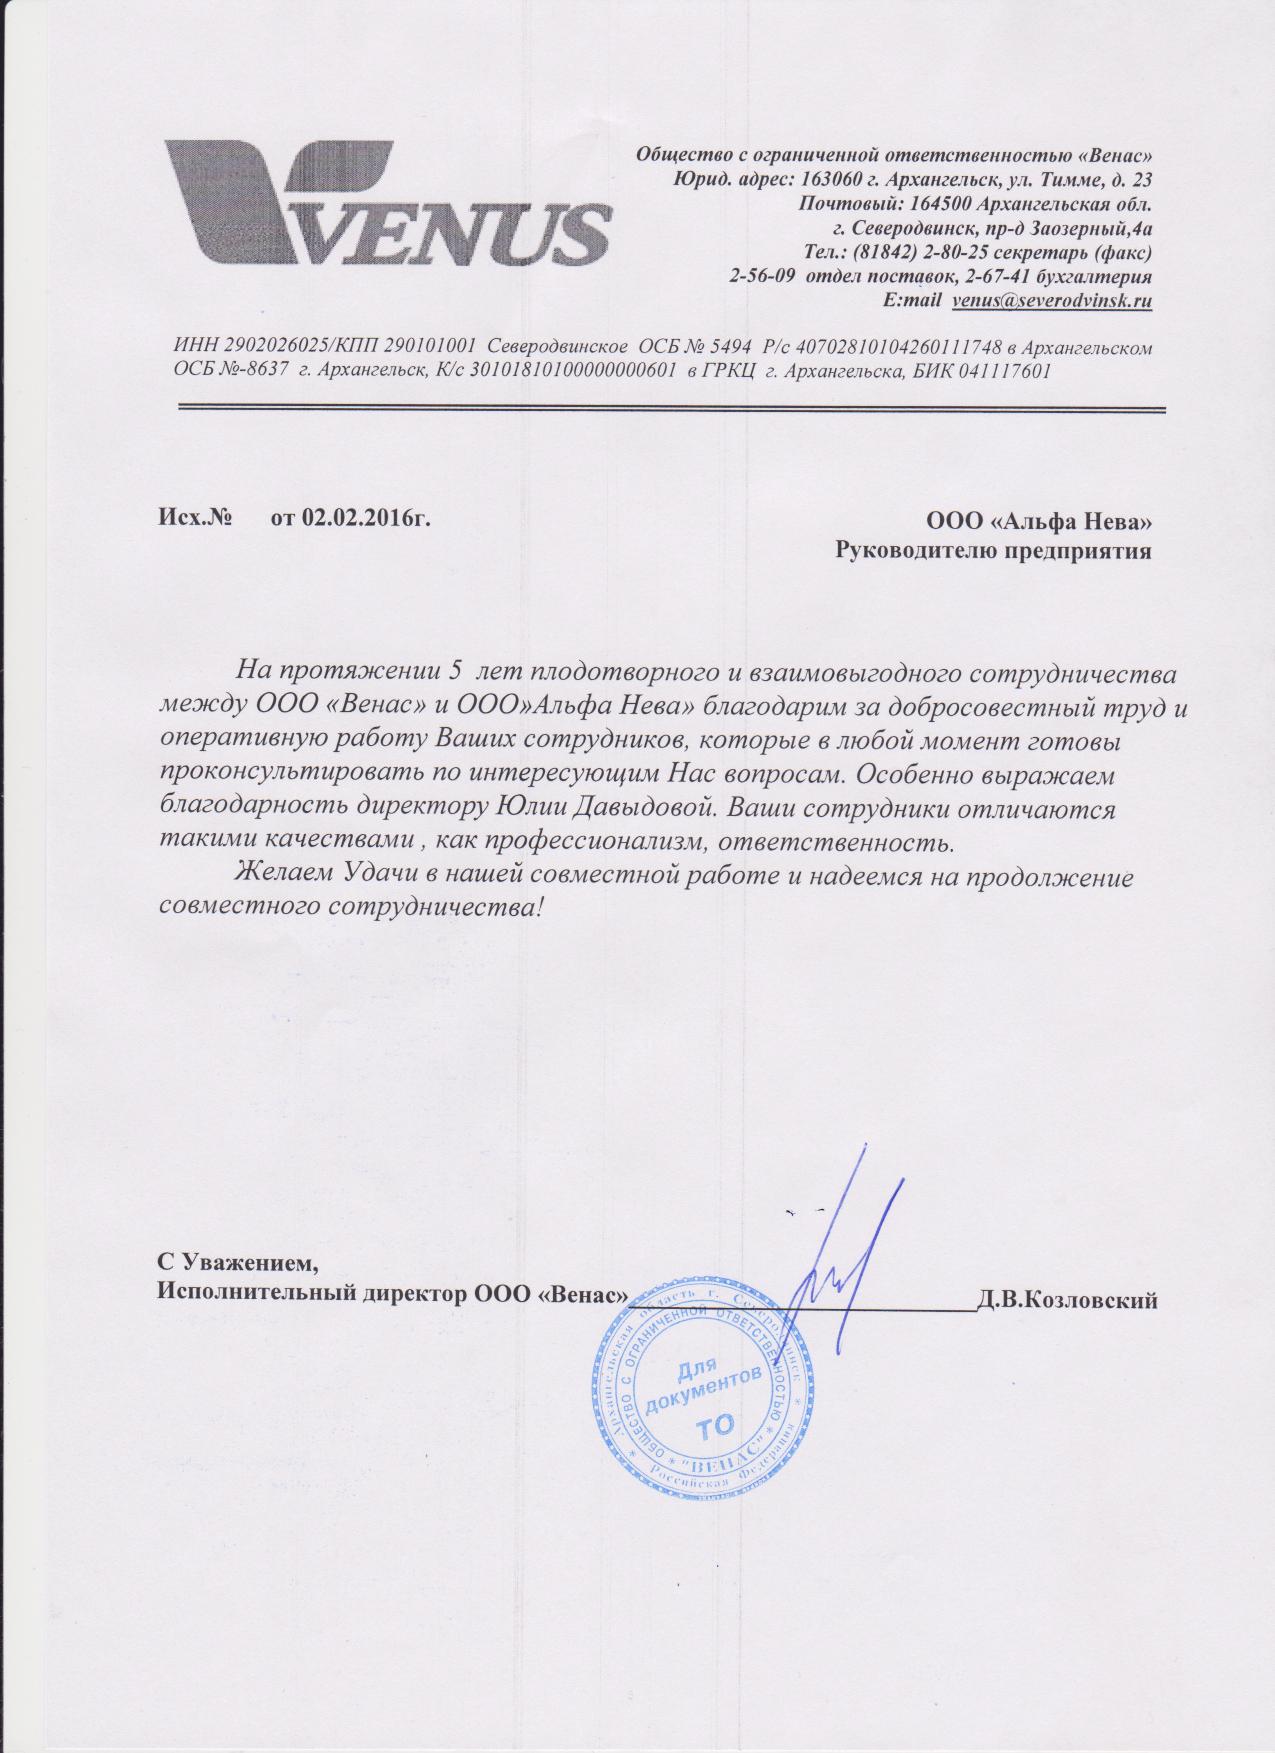 VENUS
Общество с ограниченной ответственностью «Венас»
Юрид. адрес: 163060 г. Архангельск, ул. Тимме, д. 23
Почтовый: 164500 Архангельская обл.
г. Северодвинск, пр-д Заозерный,4а
Тел.: (81842) 2-80-25 секретарь (факс)
2-56-09 отдел поставок, 2-67-41 бухгалтерия
E:mail venus@severodvinsk.ru
ИНН 2902026025/КПП 290101001 Северодвинское ОСБ № 5494 Р/с 40702810104260111748 в Архангельском
ОСБ №-8637 г. Архангельск, К/с 30101810100000000601 в ГРКЦ г. Архангельска, БИК 041117601
Исх.№ от 02.02.2016г.
ООО «Альфа Нева»
Руководителю предприятия
На протяжении 5 лет плодотворного и взаимовыгодного сотрудничества
между ООО «Венас» и ООО»Альфа Нева» благодарим за добросовестный труд и
оперативную работу Ваших сотрудников, которые в любой момент готовы
проконсультировать по интересующим Нас вопросам. Особенно выражаем
благодарность директору Юлии Давыдовой. Ваши сотрудники отличаются
такими качествами , как профессионализм, ответственность.
Желаем Удачи в нашей совместной работе и надеемся на продолжение
совместного сотрудничества!
С Уважением,
Исполнительный директор ООО «Венас»
Д.В.Козловский
Архангельская область г. Северодвинск * Российская Федерация *
ОБЩЕСТВО С ОГРАНИЧЕННОЙ ОТВЕТСТВЕННОСТЬЮ * "ВЕНАС" *
Для
документов
ТО